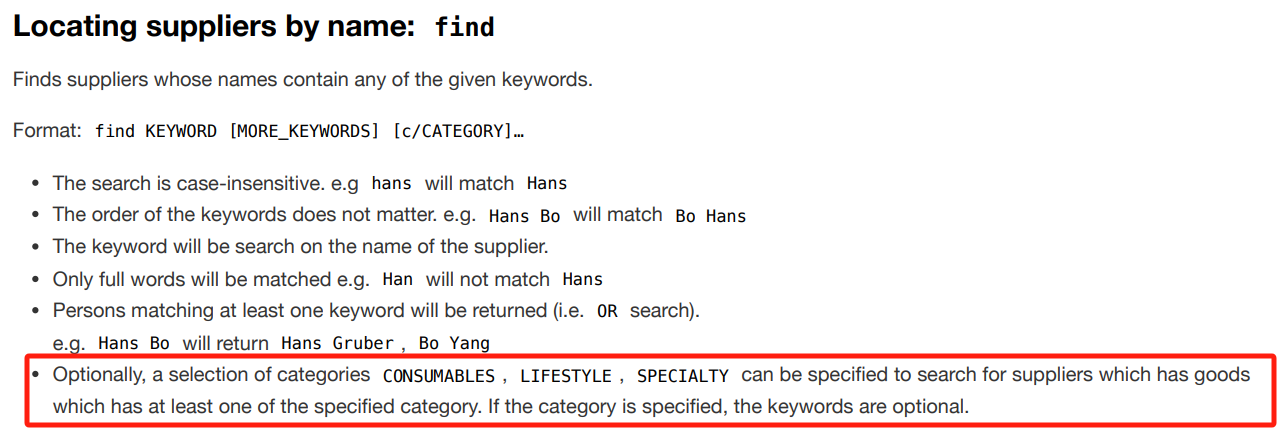 Locating suppliers by name: find
Finds suppliers whose names contain any of the given keywords.
Format: find KEYWORD [MORE_KEYWORDS] [c/CATEGORY]…
• The search is case-insensitive. e.g hans will match Hans
• The order of the keywords does not matter. e.g. Hans Bo will match Bo Hans
• The keyword will be search on the name of the supplier.
• Only full words will be matched e.g. Han will not match Hans
• Persons matching at least one keyword will be returned (i.e. OR search).
e.g. Hans Bo will return Hans Gruber, Bo Yang
• Optionally, a selection of categories CONSUMABLES, LIFESTYLE, SPECIALTY can be specified to search for suppliers which has goods
which has at least one of the specified category. If the category is specified, the keywords are optional.